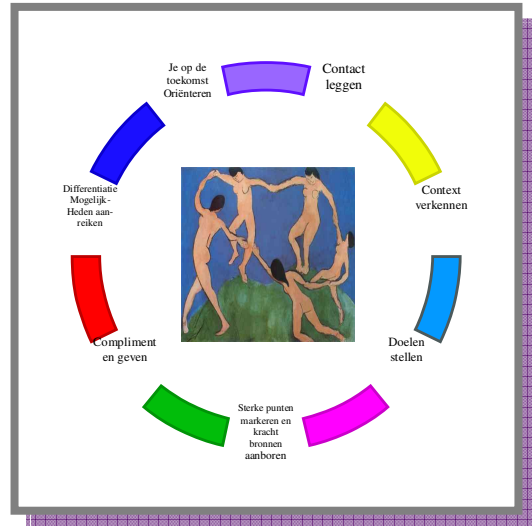 Je op de
toekomst
Oriënteren
Contact
leggen
Context
verkennen
Doelen
stellen
Sterke punten
markeren en
kracht
bronnen
aanboren
Compliment
en geven
Differentiatie
Mogelijk-
Heden aan-
reiken